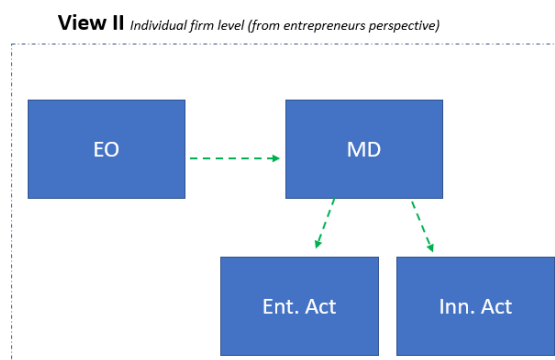 View II Individual firm level (from entrepreneurs perspective)
EO
MD
Ent. Act
Inn. Act